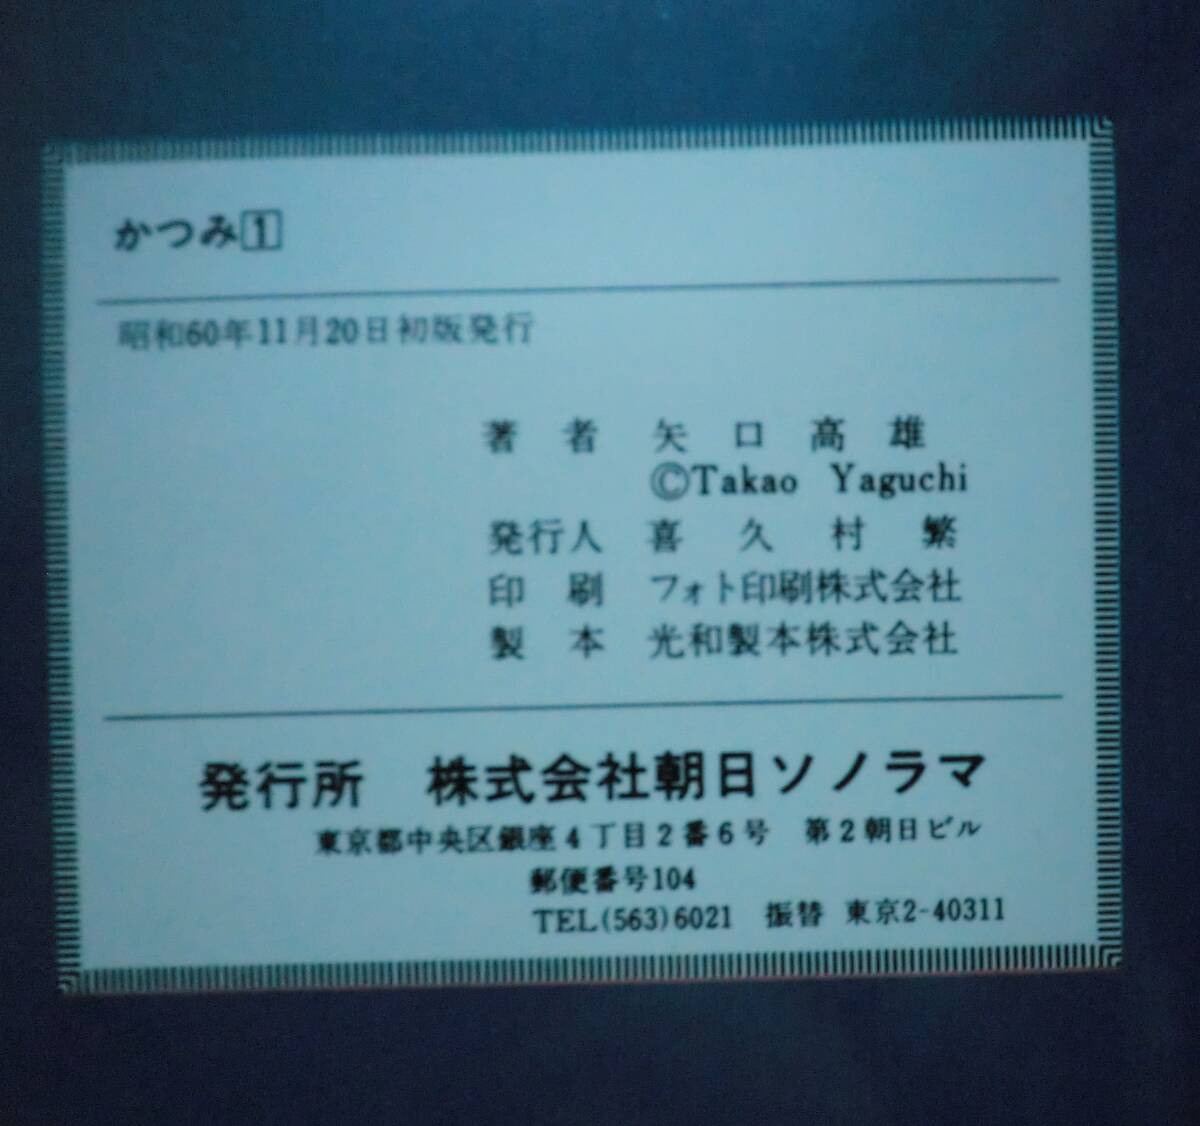 かつみ1
昭和60年11月20日初版発行
著者　矢口高雄
©Takao Yaguchi
発行人　喜久村繁
印刷　フォト印刷株式会社
製本　光和製本株式会社
発行所　株式会社朝日ソノラマ
東京都中央区銀座4丁目2番6号　第2朝日ビル
郵便番号104
TEL(563)6021　振替 東京2-40311